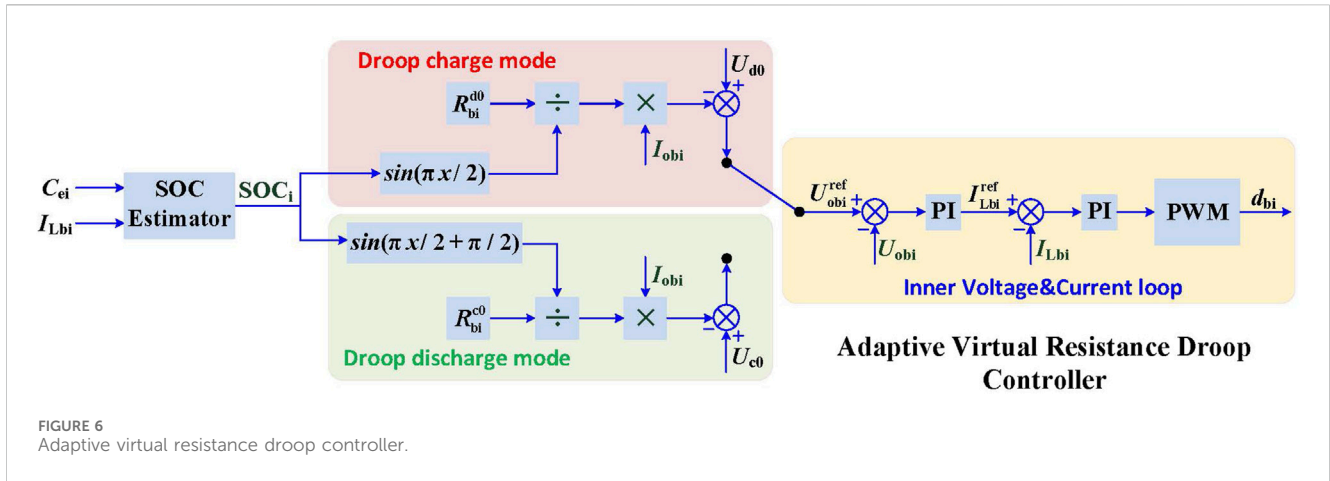 Droop charge mode
U_d0
− +
R_bi^d0 ÷ ×
I_obi
sin(π x/ 2)
C_ei
I_Lbi
SOC
Estimator
SOC_i
sin(π x/ 2 + π / 2)
I_obi
R_bi^c0 ÷ ×
− +
U_c0
Droop discharge mode
U_obi^ref + − PI I_Lbi^ref + − PI PWM d_bi
U_obi I_Lbi
Inner Voltage&Current loop
Adaptive Virtual Resistance Droop
Controller
FIGURE 6
Adaptive virtual resistance droop controller.